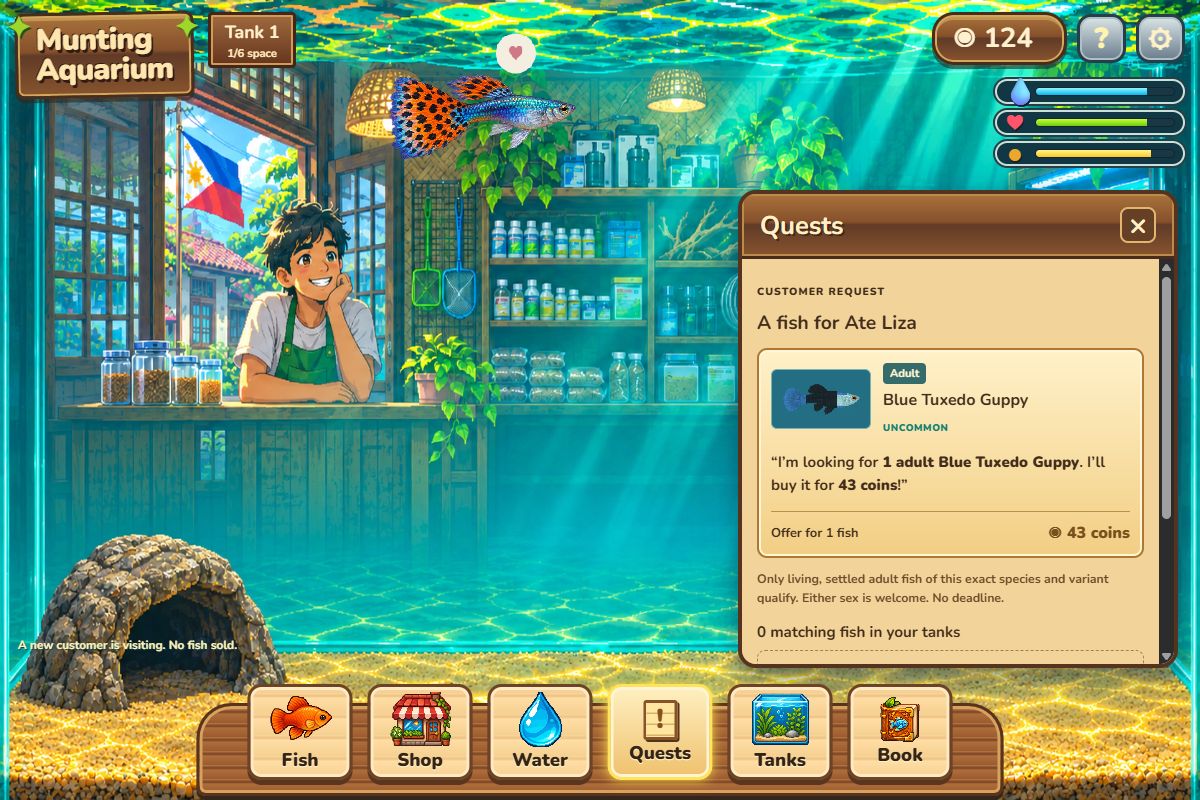 Munting
Aquarium
Tank 1
1/6 space
124
?
Quests
CUSTOMER REQUEST
A fish for Ate Liza
Adult
Blue Tuxedo Guppy
UNCOMMON
“I’m looking for 1 adult Blue Tuxedo Guppy. I’ll
buy it for 43 coins!”
Offer for 1 fish
43 coins
Only living, settled adult fish of this exact species and variant
qualify. Either sex is welcome. No deadline.
0 matching fish in your tanks
A new customer is visiting. No fish sold.
Fish
Shop
Water
Quests
Tanks
Book